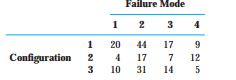 Failure Mode
1 2 3 4
1 20 44 17 9
Configuration 2 4 17 7 12
3 10 31 14 5